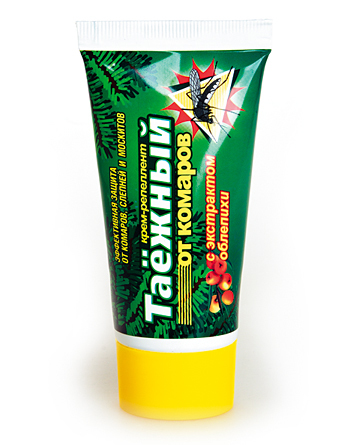 ЭФФЕКТИВНАЯ ЗАЩИТА
ОТ КОМАРОВ, СЛЕПНЕЙ И МОСКИТОВ
крем-репеллент
Таёжный
от комаров
с экстрактом
облепихи